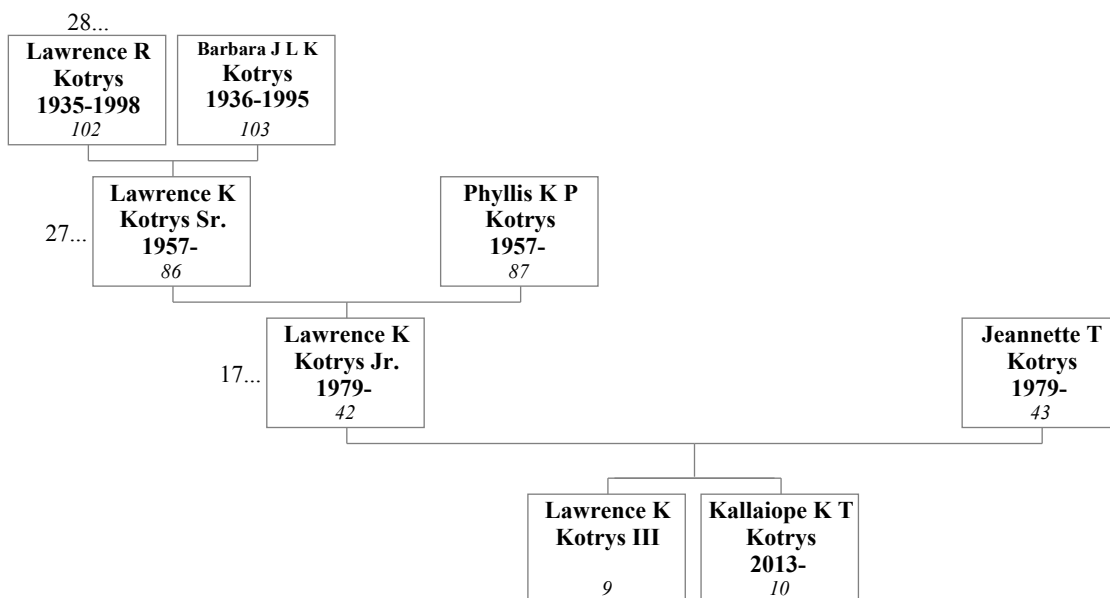 28...
Lawrence R
Kotrys
1935-1998
102
Barbara J L K
Kotrys
1936-1995
103
27...
Lawrence K
Kotrys Sr.
1957-
86
Phyllis K P
Kotrys
1957-
87
17...
Lawrence K
Kotrys Jr.
1979-
42
Jeannette T
Kotrys
1979-
43
Lawrence K
Kotrys III
9
Kallaiope K T
Kotrys
2013-
10